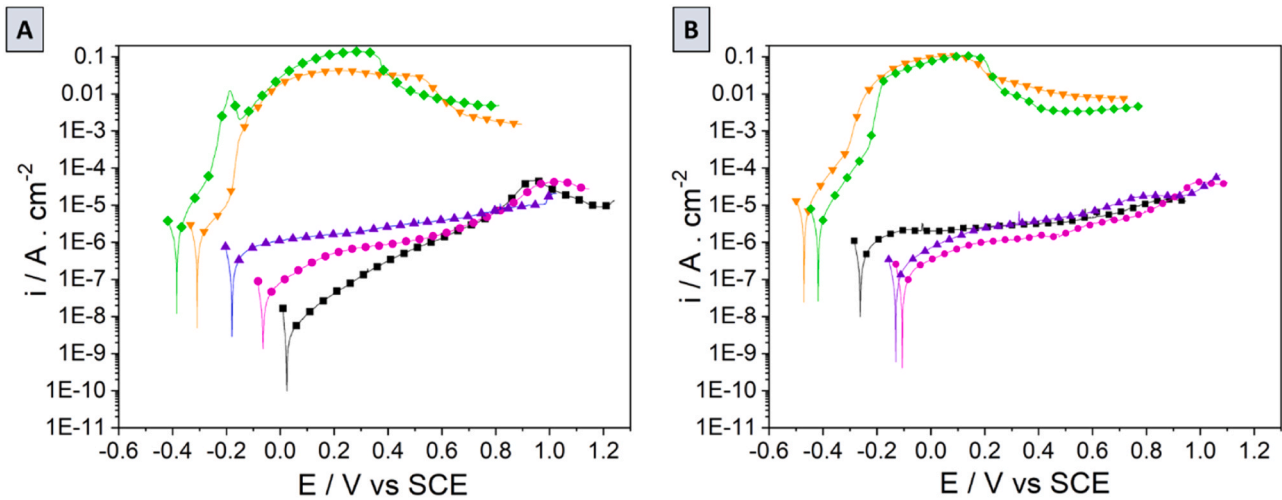 A
0.1
0.01
1E-3
1E-4
1E-5
1E-6
1E-7
1E-8
1E-9
1E-10
1E-11
i / A . cm-2
-0.6 -0.4 -0.2 0.0 0.2 0.4 0.6 0.8 1.0 1.2
E / V vs SCE
B
0.1
0.01
1E-3
1E-4
1E-5
1E-6
1E-7
1E-8
1E-9
1E-10
1E-11
i / A . cm-2
-0.6 -0.4 -0.2 0.0 0.2 0.4 0.6 0.8 1.0 1.2
E / V vs SCE